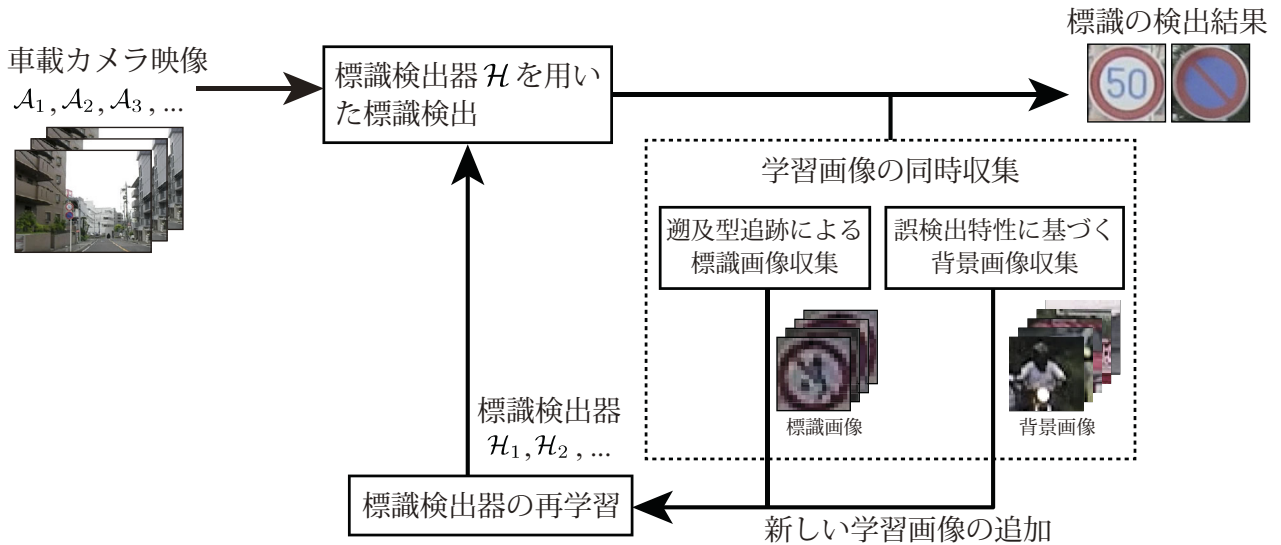 車載カメラ映像
𝒜₁, 𝒜₂, 𝒜₃, ...
標識検出器 ℋ を用い
た標識検出
標識の検出結果
50
学習画像の同時収集
遡及型追跡による
標識画像収集
誤検出特性に基づく
背景画像収集
標識画像
背景画像
標識検出器
ℋ₁, ℋ₂, ...
標識検出器の再学習
新しい学習画像の追加